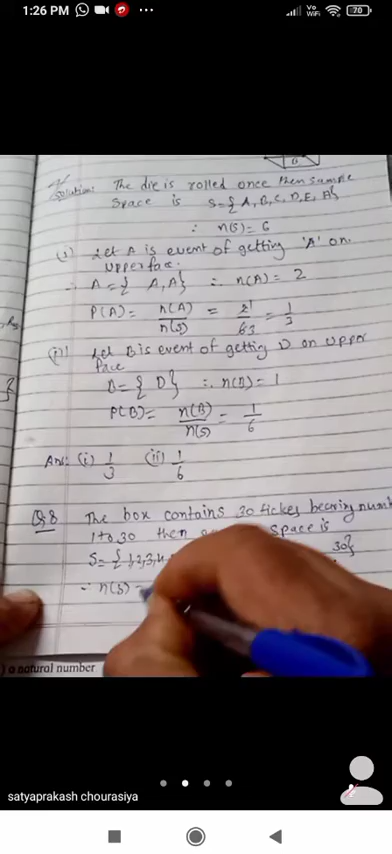 1:26 PM
Vo WiFi
70
B
Solution: The die is rolled once then sample
space is S={A, B, C, D, E, A}
∴ n(S) = 6
(i) Let A is event of getting 'A' on
upper face.
∴ A = { A, A} ∴ n(A) = 2
P(A) = n(A)/n(S) = 2/6 = 1/3
(ii) Let B is event of getting D on upper
face
B = { D} ∴ n(B) = 1
P(B) = n(B)/n(S) = 1/6
Ans: (i) 1/3 (ii) 1/6
Q.8 The box contains 30 tickes bearing numb
1 to 30 then space is
S = { 1,2,3,4, 30}
∴ n(S) =
a natural number
satyaprakash chourasiya